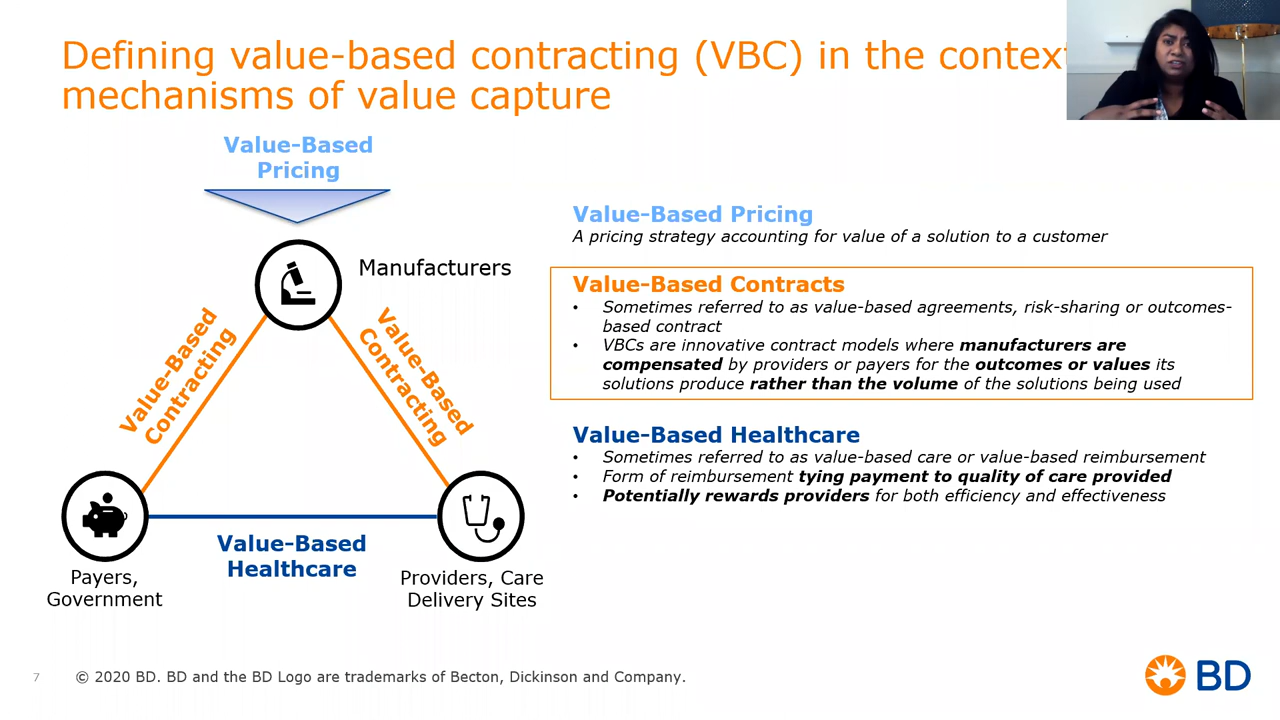 Defining value-based contracting (VBC) in the context
mechanisms of value capture
Value-Based
Pricing
Manufacturers
Value-Based
Contracting
Value-Based
Contracting
Payers,
Government
Value-Based
Healthcare
Providers, Care
Delivery Sites
Value-Based Pricing
A pricing strategy accounting for value of a solution to a customer
Value-Based Contracts
• Sometimes referred to as value-based agreements, risk-sharing or outcomes-
based contract
• VBCs are innovative contract models where manufacturers are
compensated by providers or payers for the outcomes or values its
solutions produce rather than the volume of the solutions being used
Value-Based Healthcare
• Sometimes referred to as value-based care or value-based reimbursement
• Form of reimbursement tying payment to quality of care provided
• Potentially rewards providers for both efficiency and effectiveness
7
© 2020 BD. BD and the BD Logo are trademarks of Becton, Dickinson and Company.
BD